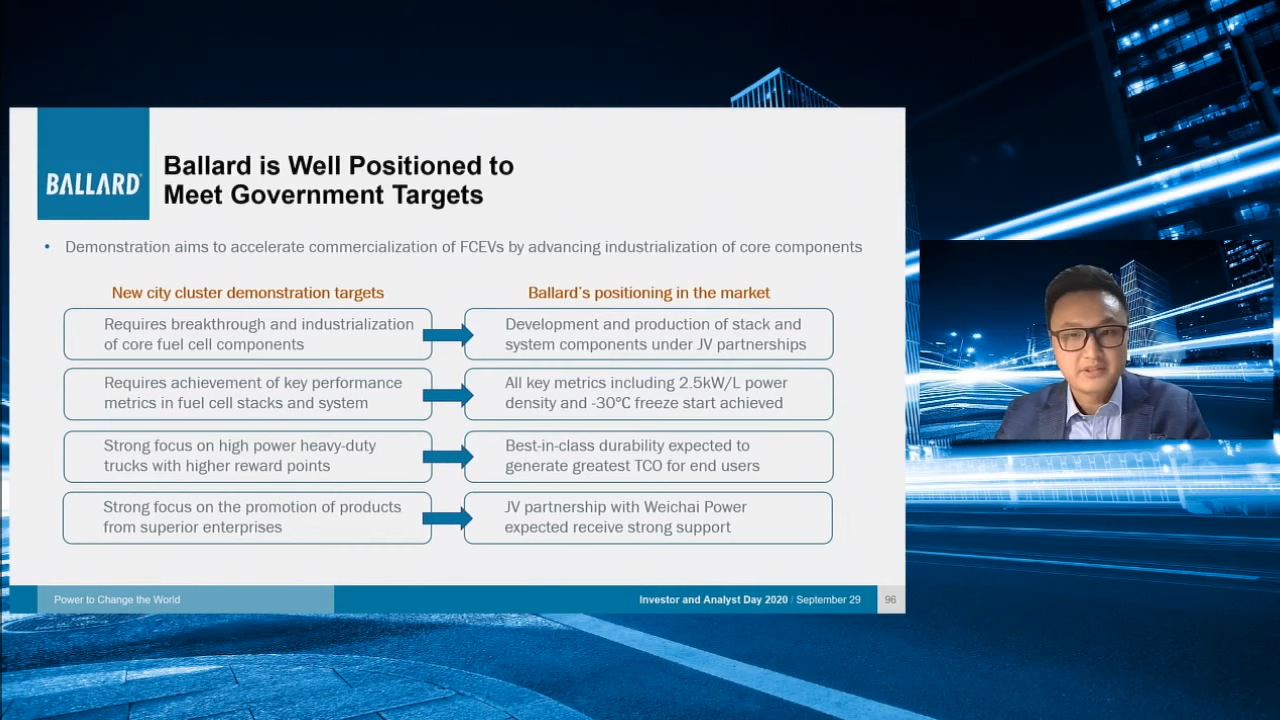 BALLARD
Ballard is Well Positioned to
Meet Government Targets
• Demonstration aims to accelerate commercialization of FCEVs by advancing industrialization of core components
New city cluster demonstration targets
Ballard's positioning in the market
Requires breakthrough and industrialization
of core fuel cell components
Development and production of stack and
system components under JV partnerships
Requires achievement of key performance
metrics in fuel cell stacks and system
All key metrics including 2.5kW/L power
density and -30°C freeze start achieved
Strong focus on high power heavy-duty
trucks with higher reward points
Best-in-class durability expected to
generate greatest TCO for end users
Strong focus on the promotion of products
from superior enterprises
JV partnership with Weichai Power
expected receive strong support
Power to Change the World
Investor and Analyst Day 2020 / September 29
96